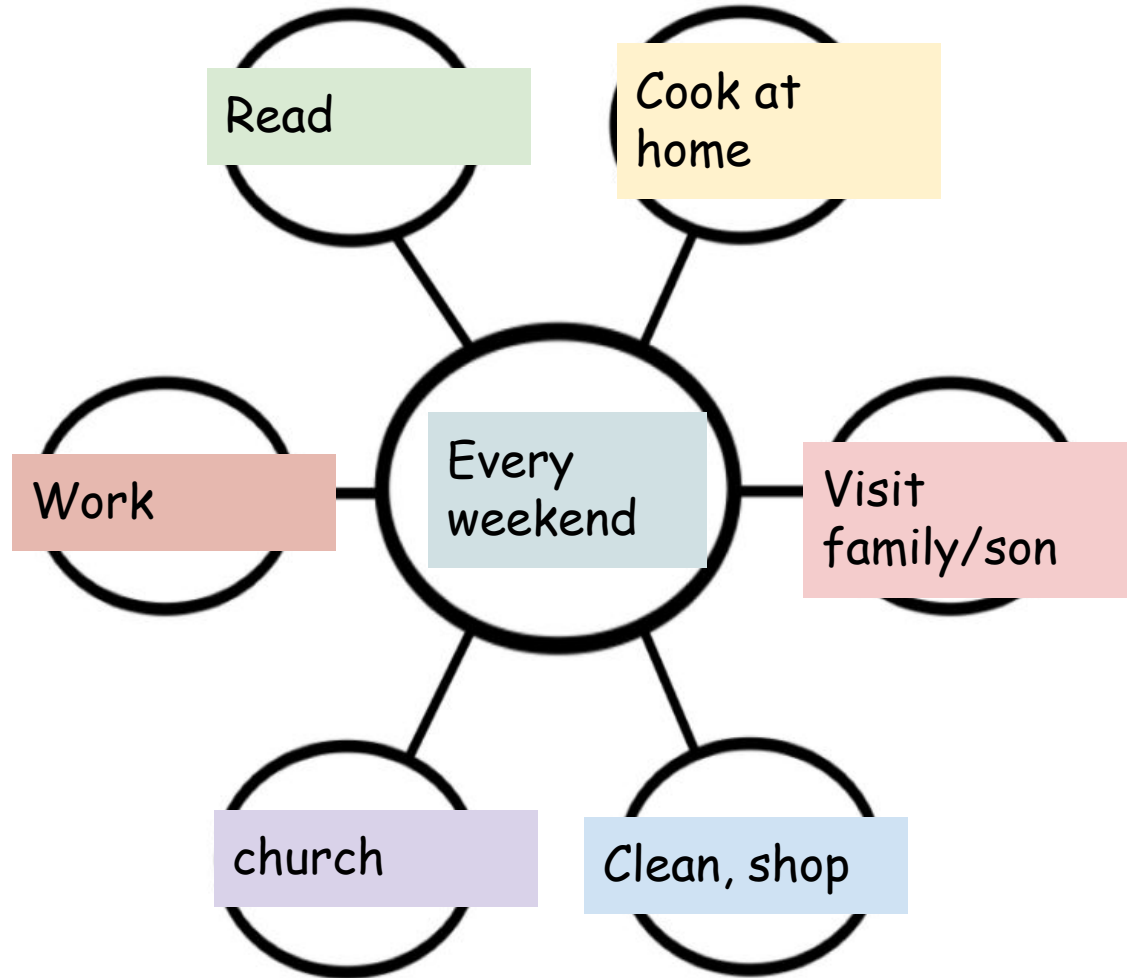 Read
Cook at
home
Every
weekend
Work
Visit
family/son
church
Clean, shop